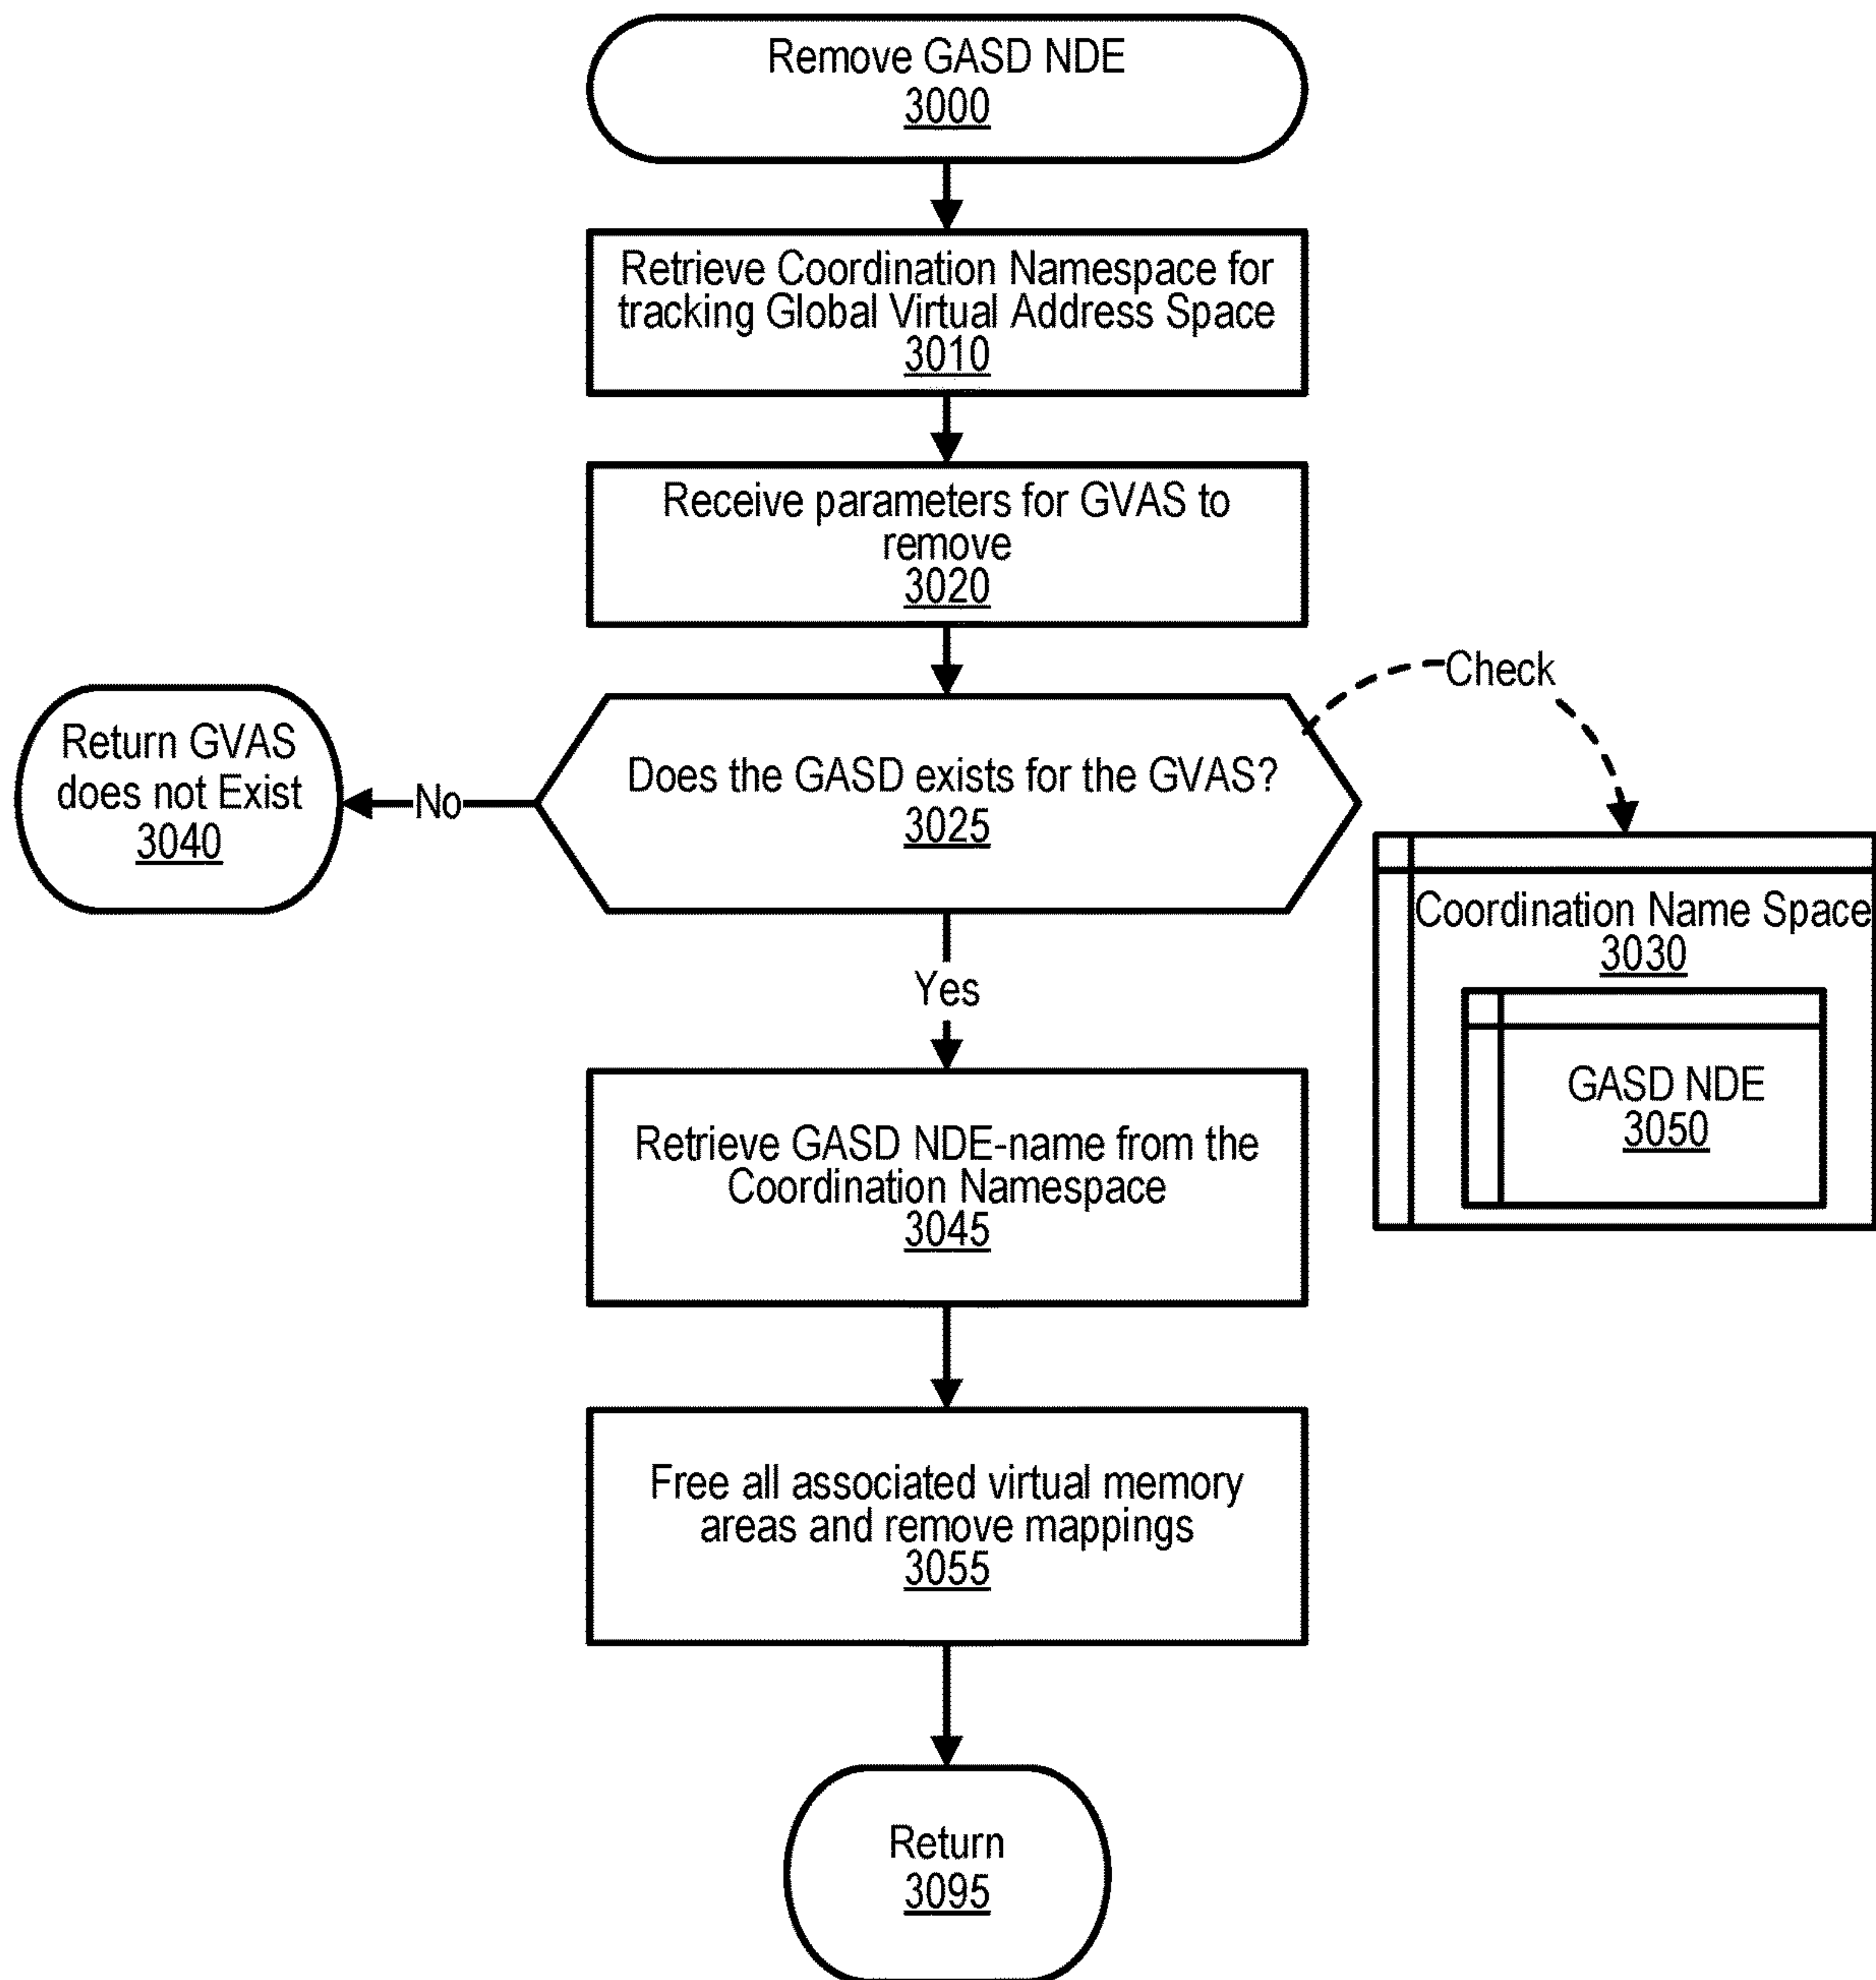 Remove GASD NDE
3000
Retrieve Coordination Namespace for
tracking Global Virtual Address Space
3010
Receive parameters for GVAS to
remove
3020
Check
Return GVAS
does not Exist
3040
No
Does the GASD exists for the GVAS?
3025
Coordination Name Space
3030
Yes
GASD NDE
3050
Retrieve GASD NDE-name from the
Coordination Namespace
3045
Free all associated virtual memory
areas and remove mappings
3055
Return
3095